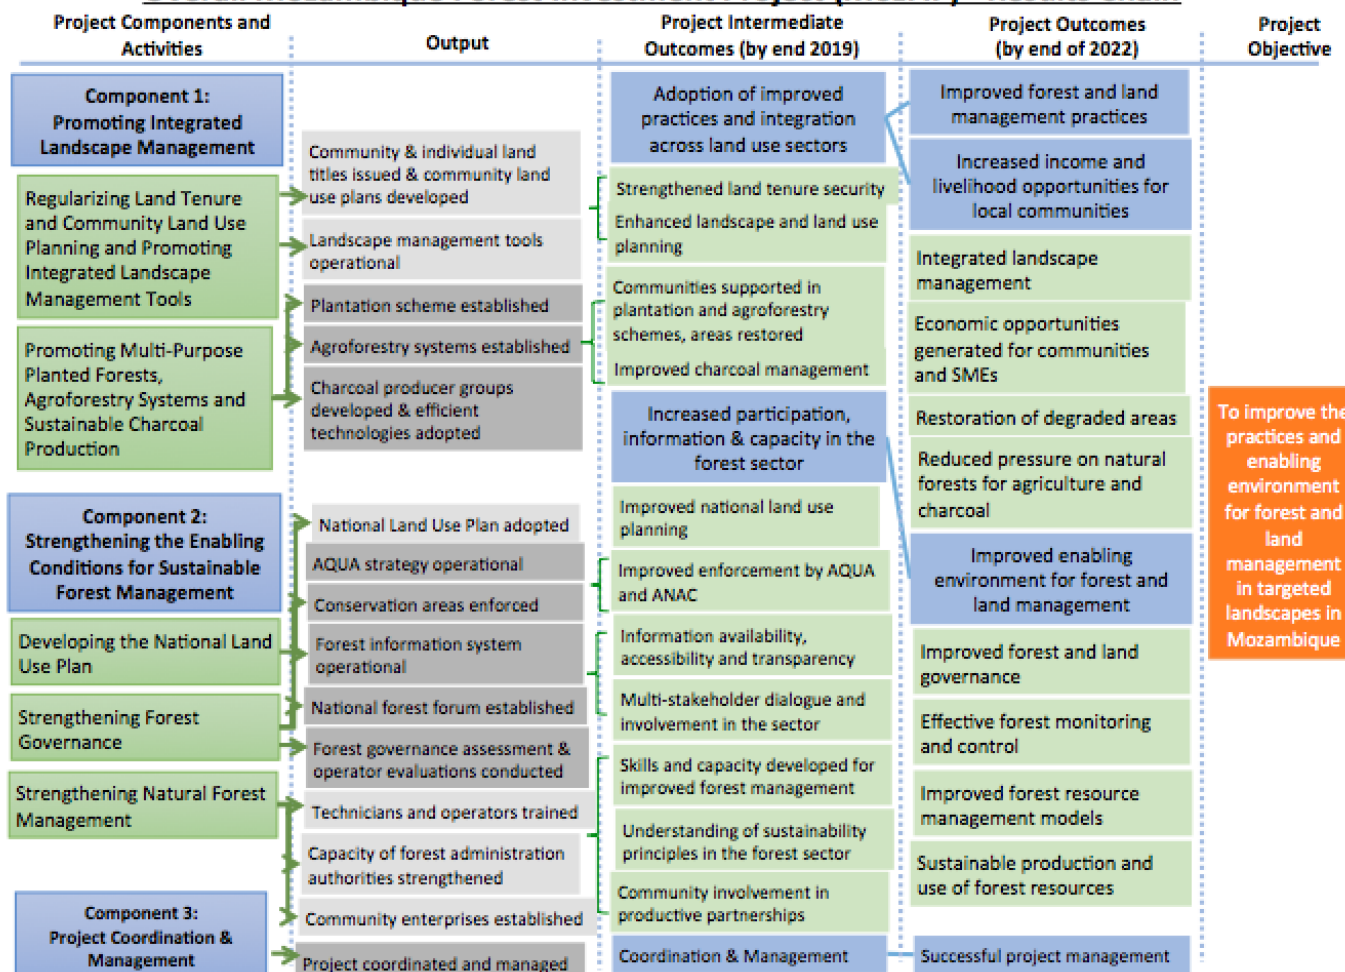 Project Components and
Activities
Output
Project Intermediate
Outcomes (by end 2019)
Project Outcomes
(by end of 2022)
Project
Objective
Component 1:
Promoting Integrated
Landscape Management
Regularizing Land Tenure
and Community Land Use
Planning and Promoting
Integrated Landscape
Management Tools
Promoting Multi-Purpose
Planted Forests,
Agroforestry Systems and
Sustainable Charcoal
Production
Component 2:
Strengthening the Enabling
Conditions for Sustainable
Forest Management
Developing the National Land
Use Plan
Strengthening Forest
Governance
Strengthening Natural Forest
Management
Component 3:
Project Coordination &
Management
Community & individual land
titles issued & community land
use plans developed
Landscape management tools
operational
Plantation scheme established
Agroforestry systems established
Charcoal producer groups
developed & efficient
technologies adopted
National Land Use Plan adopted
AQUA strategy operational
Conservation areas enforced
Forest information system
operational
National forest forum established
Forest governance assessment &
operator evaluations conducted
Technicians and operators trained
Capacity of forest administration
authorities strengthened
Community enterprises established
Project coordinated and managed
Adoption of improved
practices and integration
across land use sectors
Strengthened land tenure security
Enhanced landscape and land use
planning
Communities supported in
plantation and agroforestry
schemes, areas restored
Improved charcoal management
Increased participation,
information & capacity in the
forest sector
Improved national land use
planning
Improved enforcement by AQUA
and ANAC
Information availability,
accessibility and transparency
Multi-stakeholder dialogue and
involvement in the sector
Skills and capacity developed for
improved forest management
Understanding of sustainability
principles in the forest sector
Community involvement in
productive partnerships
Coordination & Management
Improved forest and land
management practices
Increased income and
livelihood opportunities for
local communities
Integrated landscape
management
Economic opportunities
generated for communities
and SMEs
Restoration of degraded areas
Reduced pressure on natural
forests for agriculture and
charcoal
Improved enabling
environment for forest and
land management
Improved forest and land
governance
Effective forest monitoring
and control
Improved forest resource
management models
Sustainable production and
use of forest resources
Successful project management
To improve the
practices and
enabling
environment
for forest and
land
management
in targeted
landscapes in
Mozambique